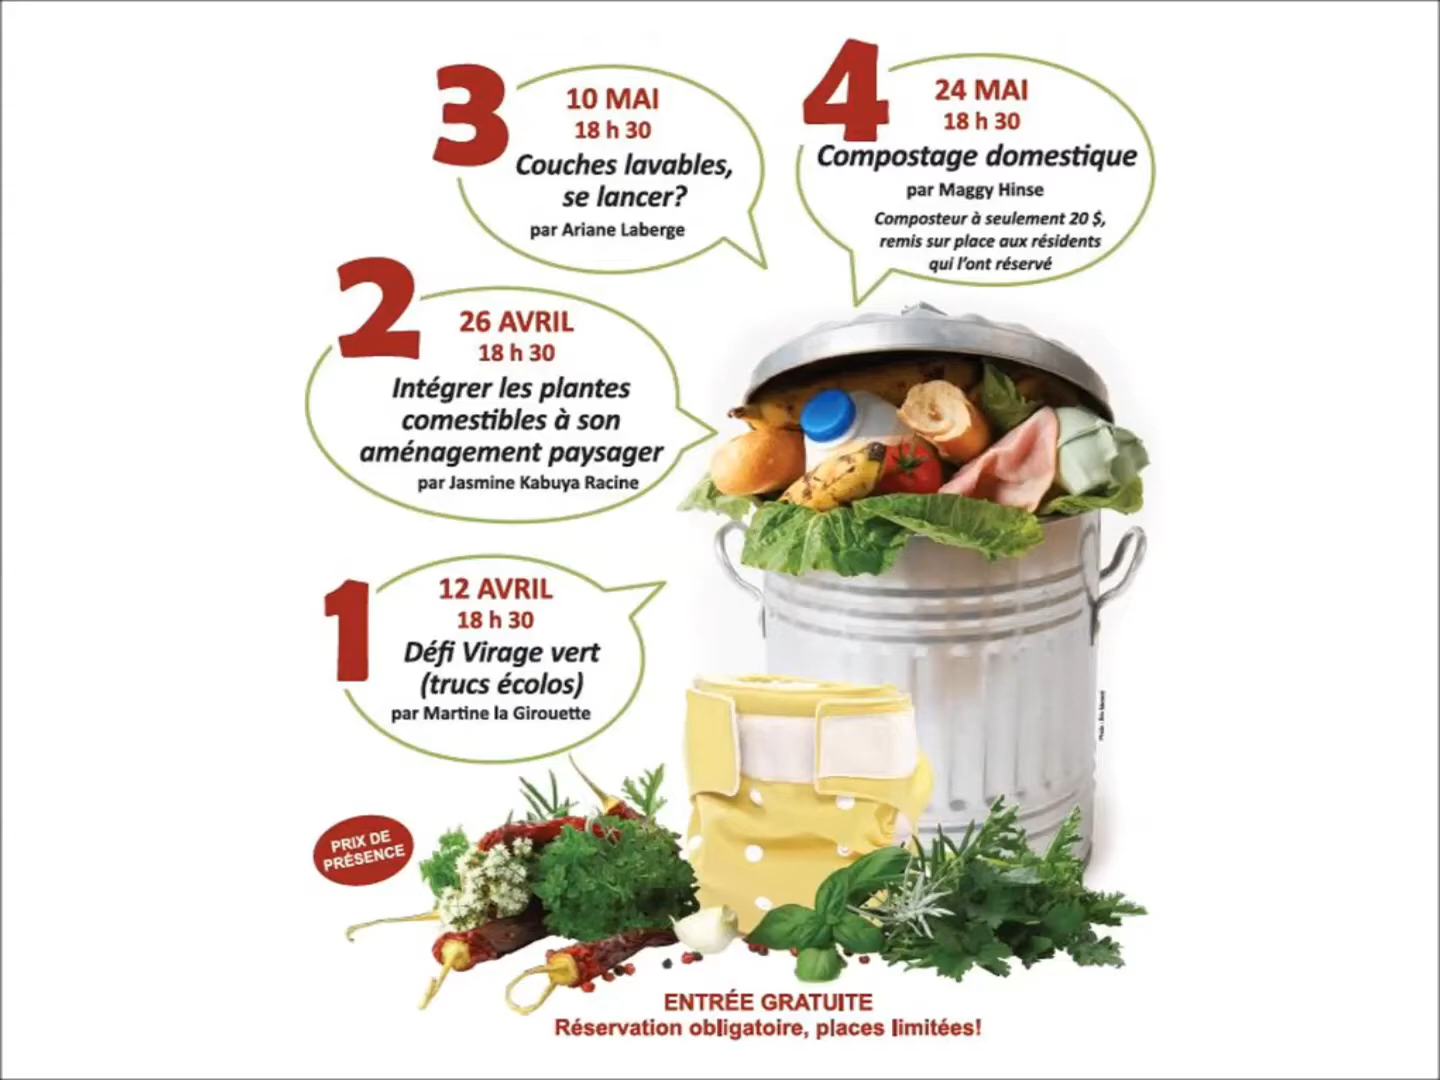 3
10 MAI
18 h 30
Couches lavables,
se lancer?
par Ariane Laberge
4
24 MAI
18 h 30
Compostage domestique
par Maggy Hinse
Composteur à seulement 20 $,
remis sur place aux résidents
qui l'ont réservé
2
26 AVRIL
18 h 30
Intégrer les plantes
comestibles à son
aménagement paysager
par Jasmine Kabuya Racine
1
12 AVRIL
18 h 30
Défi Virage vert
(trucs écolos)
par Martine la Girouette
PRIX DE
PRÉSENCE
ENTRÉE GRATUITE
Réservation obligatoire, places limitées!